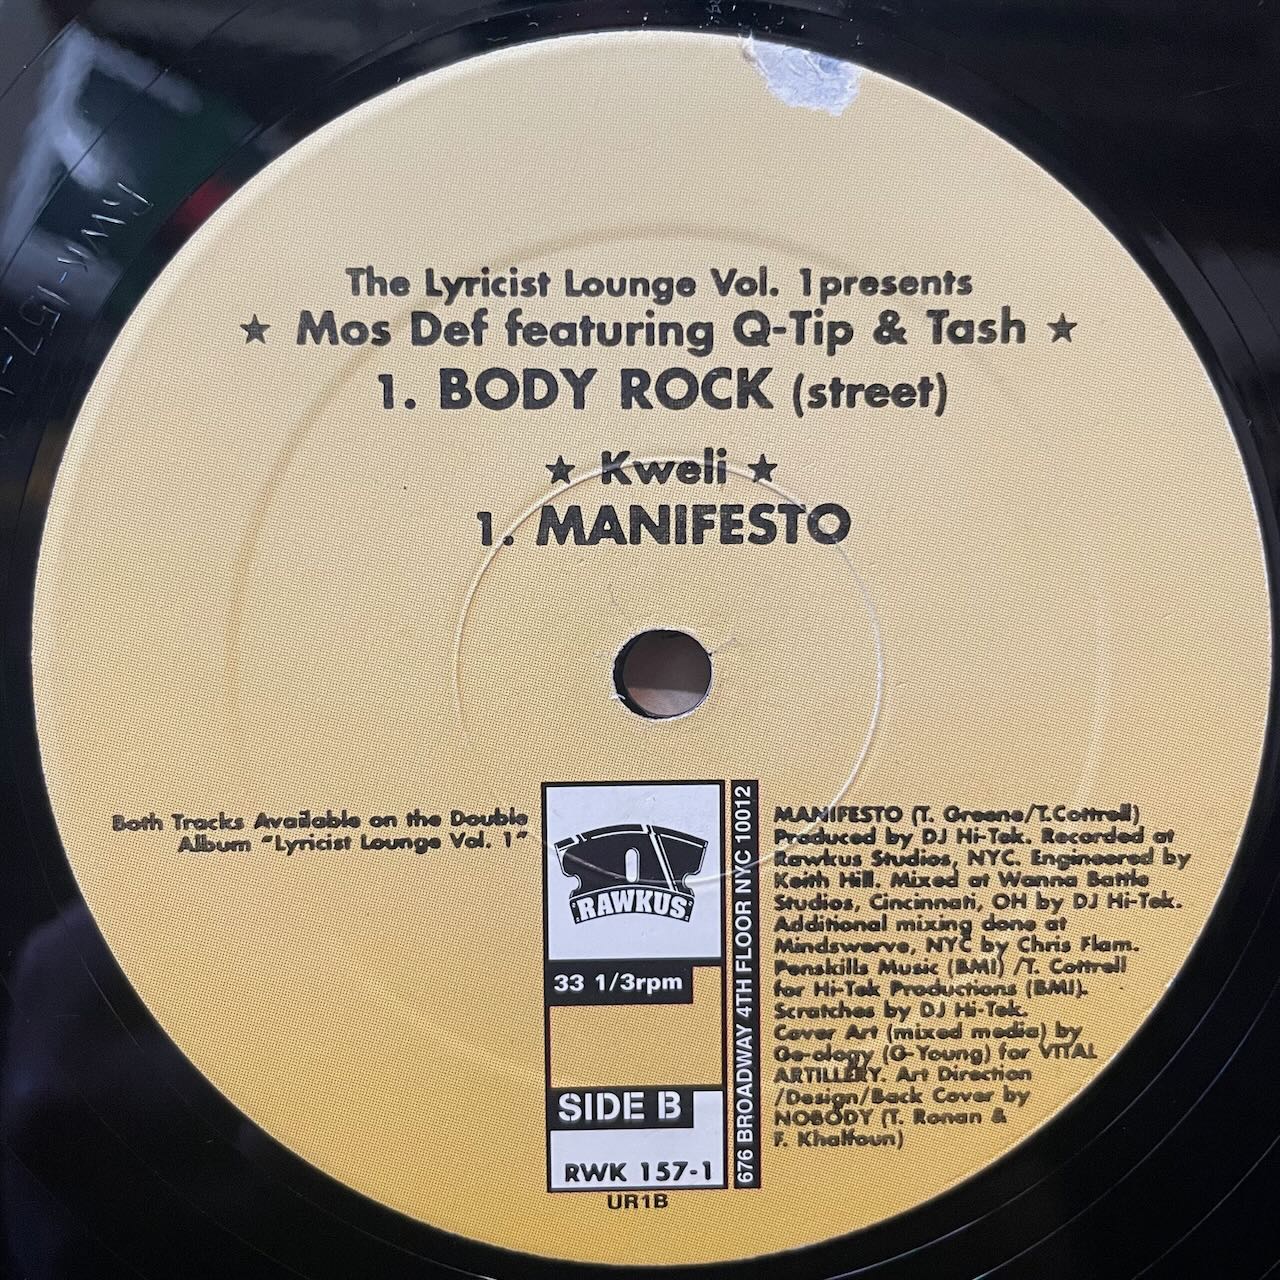 The Lyricist Lounge Vol. 1presents
★ Mos Def featuring Q-Tip & Tash ★
1. BODY ROCK (street)
★ Kweli ★
1. MANIFESTO
Both Tracks Available on the Double
Album "Lyricist Lounge Vol. 1"
RAWKUS
33 1/3rpm
SIDE B
RWK 157-1
UR1B
676 BROADWAY 4TH FLOOR NYC 10012
MANIFESTO (T. Greene/T.Cottrell)
Produced by DJ Hi-Tek. Recorded at
Rawkus Studios, NYC. Engineered by
Keith Hill. Mixed at Wanna Battle
Studios, Cincinnati, OH by DJ Hi-Tek.
Additional mixing done at
Mindswerve, NYC by Chris Flam.
Penskills Music (BMI) /T. Cottrell
for Hi-Tek Productions (BMI).
Scratches by DJ Hi-Tek.
Cover Art (mixed media) by
Ge-ology (G-Young) for VITAL
ARTILLERY. Art Direction
/Design/Back Cover by
NOBODY (T. Ronan &
F. Khalfoun)
RWK-157-1